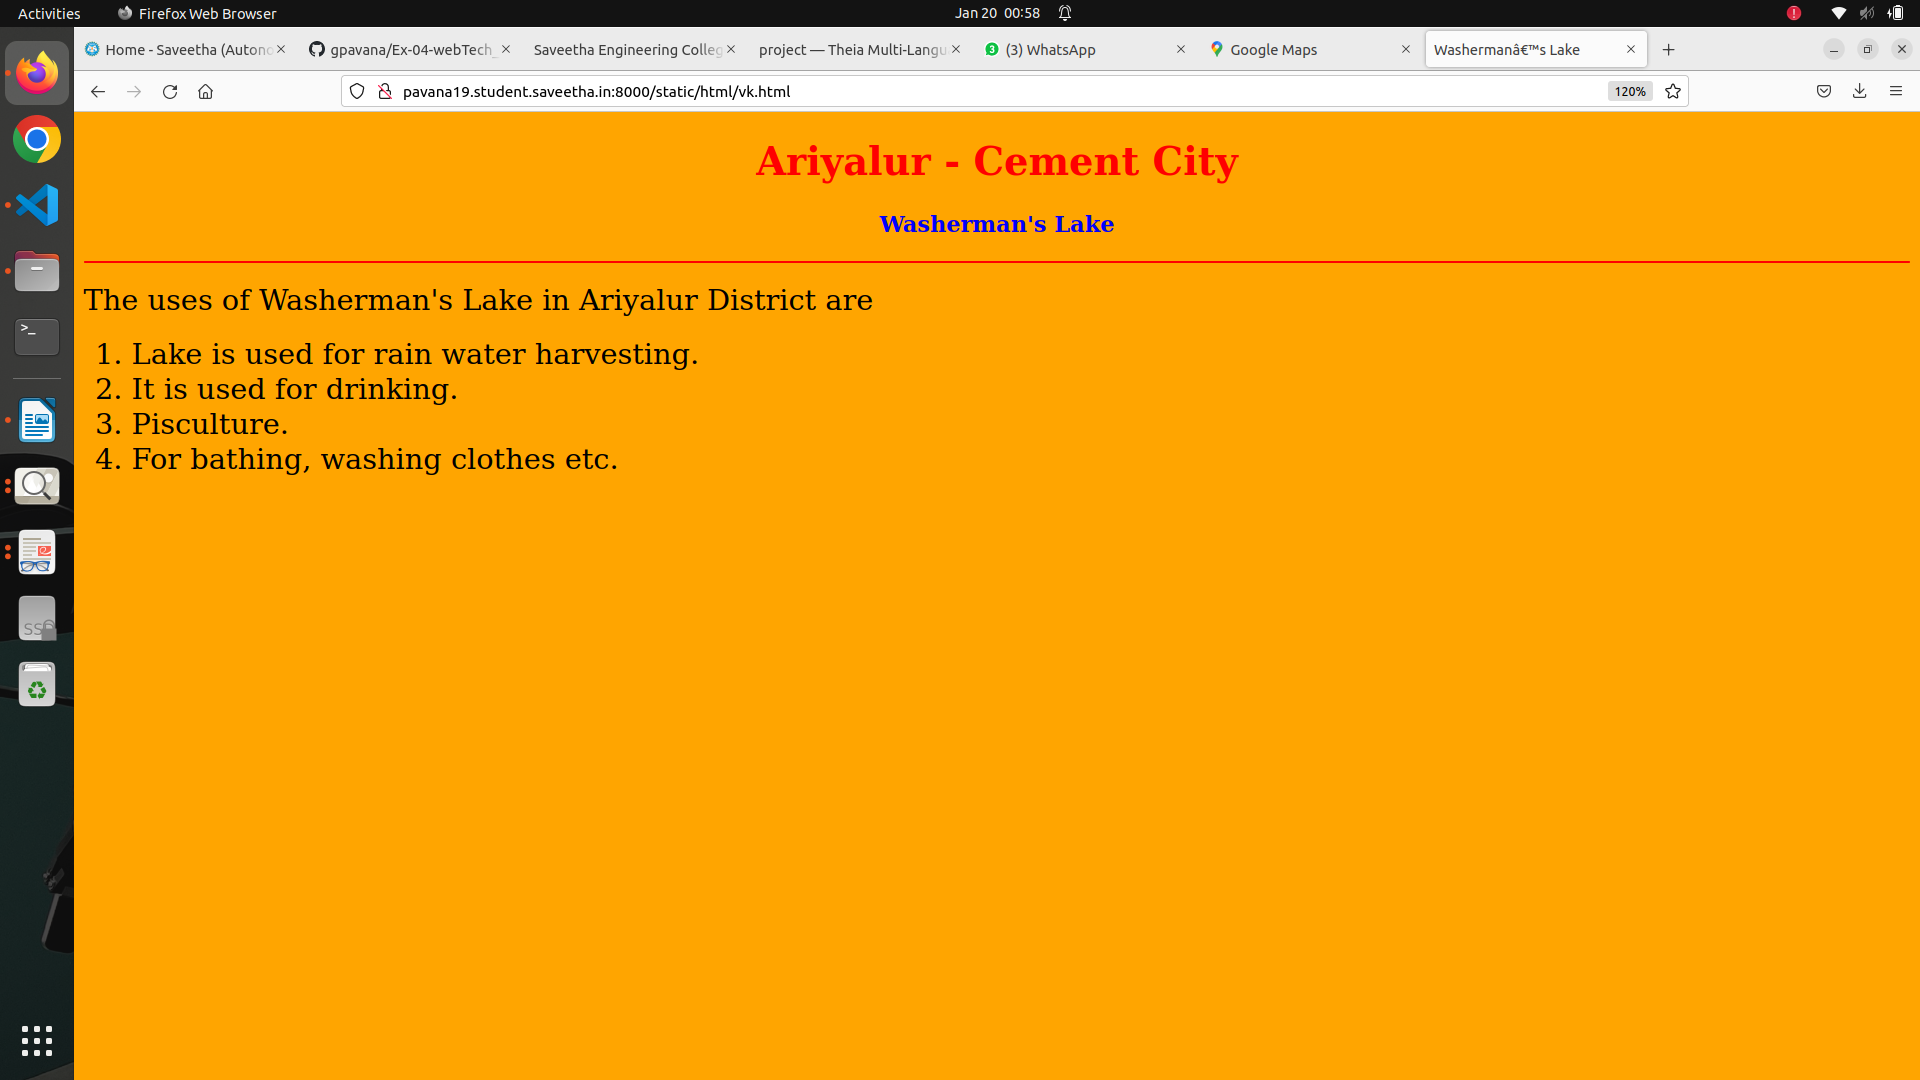 Activities Firefox Web Browser Jan 20 00:58
Home - Saveetha (Autono gpavana/Ex-04-webTech_ Saveetha Engineering Colleg project — Theia Multi-Langu (3) WhatsApp Google Maps Washermanâ€™s Lake
pavana19.student.saveetha.in:8000/static/html/vk.html 120%
Ariyalur - Cement City
Washerman's Lake
The uses of Washerman's Lake in Ariyalur District are
1. Lake is used for rain water harvesting.
2. It is used for drinking.
3. Pisculture.
4. For bathing, washing clothes etc.